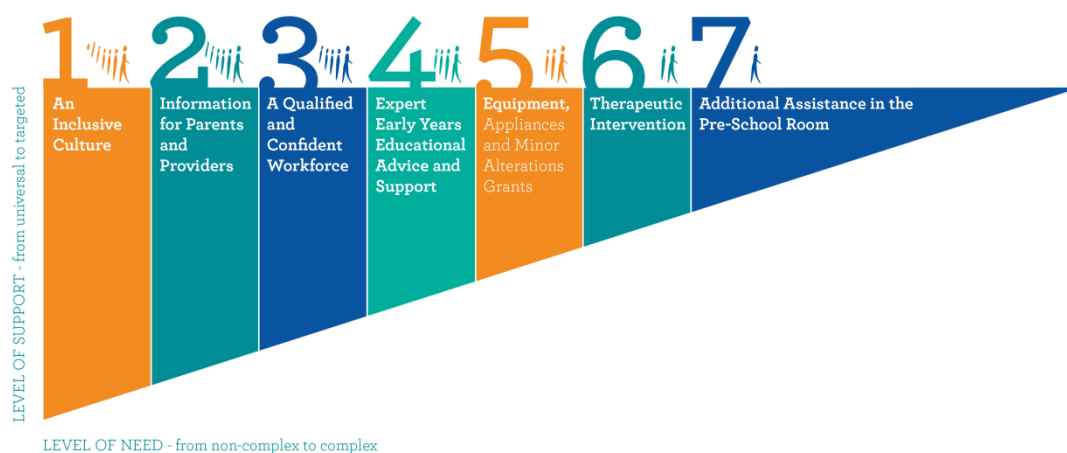 1
An
Inclusive
Culture
2
Information
for Parents
and
Providers
3
A Qualified
and
Confident
Workforce
4
Expert
Early Years
Educational
Advice and
Support
5
Equipment,
Appliances
and Minor
Alterations
Grants
6
Therapeutic
Intervention
7
Additional Assistance in the
Pre-School Room
LEVEL OF SUPPORT - from universal to targeted
LEVEL OF NEED - from non-complex to complex